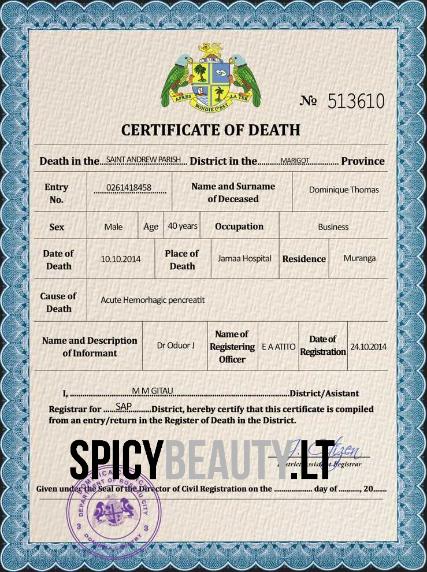 APRES BONDIE C'EST LA TER
№ 513610
CERTIFICATE OF DEATH
Death in the SAINT ANDREW PARISH District in the MARIGOT Province
Entry No. 0261418458 Name and Surname of Deceased Dominique Thomas
Sex Male Age 40 years Occupation Business
Date of Death 10.10.2014 Place of Death Jamaa Hospital Residence Muranga
Cause of Death Acute Hemorhagic pencreatit
Name and Description of Informant Dr Oduor J Name of Registering Officer E A ATITO Date of Registration 24.10.2014
I, M M GITAU District/Asistant
Registrar for SAP District, hereby certify that this certificate is compiled
from an entry/return in the Register of Death in the District.
SPICYBEAUTY.LT
District/Assistant Registrar
Given under the Seal of the Director of Civil Registration on the day of , 20